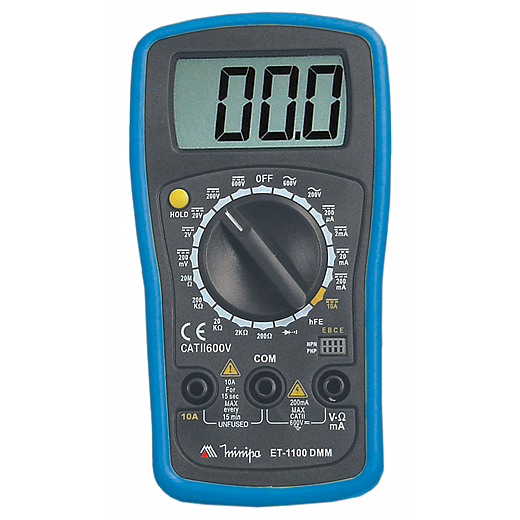 00.0
OFF
600V
200V
20V
2V
200
mV
20M
Ω
200
KΩ
20
KΩ
2KΩ
200Ω
hFE
10A
200
mA
20
mA
2mA
200
µA
200V
600V
HOLD
CE
CATII600V
EBCE
NPN
PNP
COM
10A
For
15 sec
MAX
every
15 min
UNFUSED
200mA
MAX
CATII
600V
10A
V-Ω
mA
minipa ET-1100 DMM